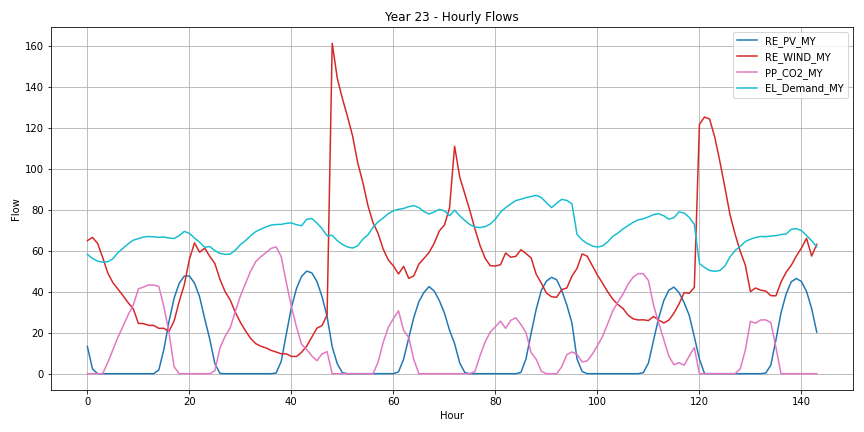 Year 23 - Hourly Flows
RE_PV_MY
RE_WIND_MY
PP_CO2_MY
EL_Demand_MY
Flow
160
140
120
100
80
60
40
20
0
0 20 40 60 80 100 120 140
Hour